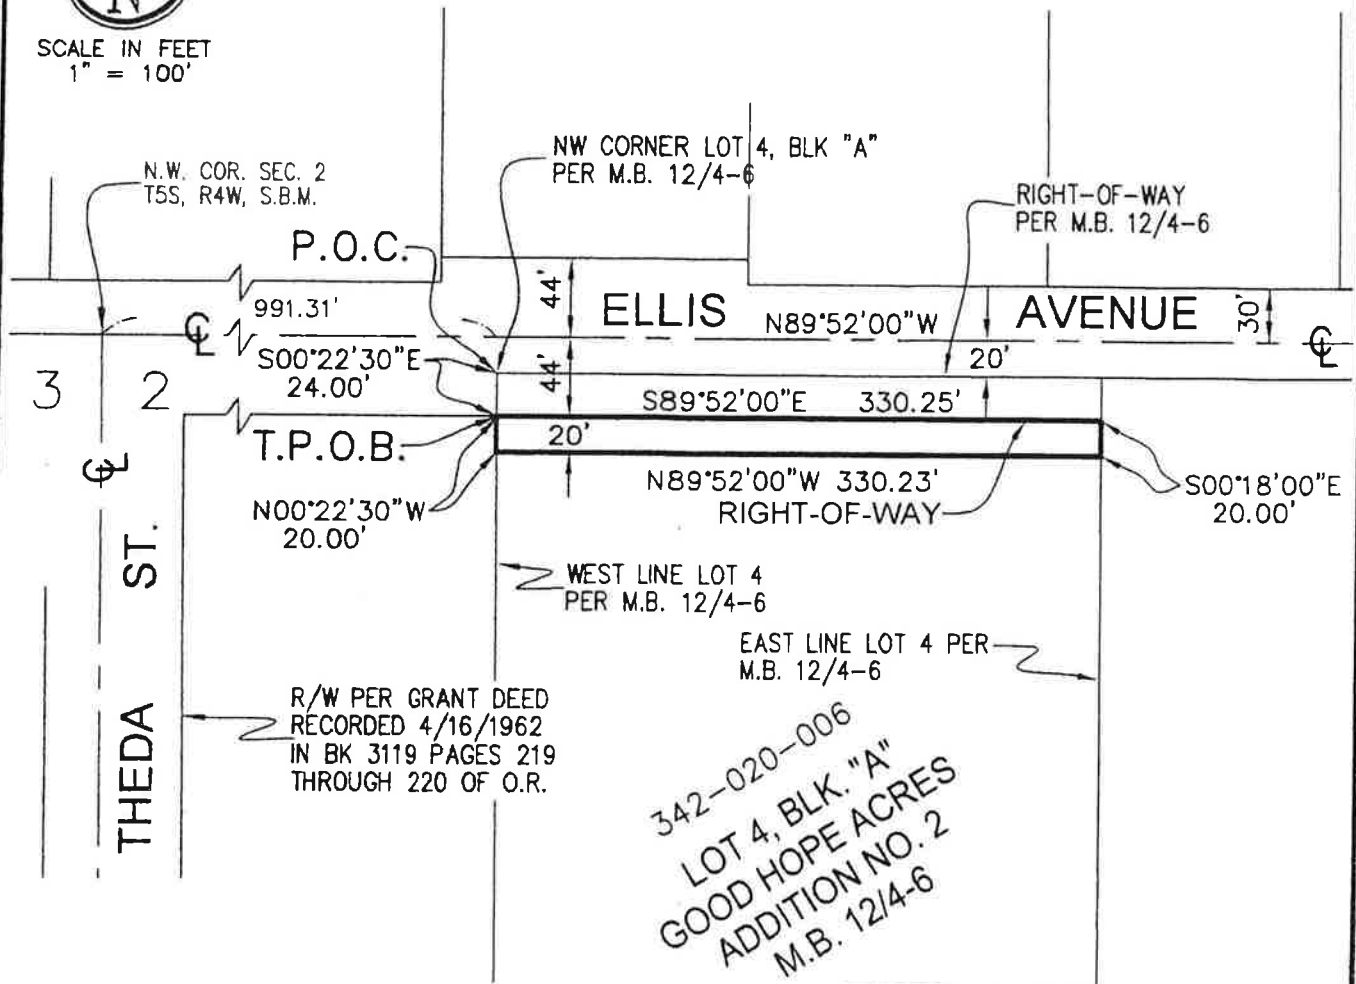 N
SCALE IN FEET
1" = 100'
N.W. COR. SEC. 2
T5S, R4W, S.B.M.
NW CORNER LOT 4, BLK "A"
PER M.B. 12/4-6
RIGHT-OF-WAY
PER M.B. 12/4-6
P.O.C.
991.31'
44'
ELLIS
N89°52'00"W
AVENUE
30'
20'
S00°22'30"E
24.00'
44'
S89°52'00"E 330.25'
3
2
T.P.O.B.
20'
N89°52'00"W 330.23'
RIGHT-OF-WAY
S00°18'00"E
20.00'
N00°22'30"W
20.00'
THEDA ST.
WEST LINE LOT 4
PER M.B. 12/4-6
EAST LINE LOT 4 PER
M.B. 12/4-6
R/W PER GRANT DEED
RECORDED 4/16/1962
IN BK 3119 PAGES 219
THROUGH 220 OF O.R.
342-020-006
LOT 4, BLK. "A"
GOOD HOPE ACRES
ADDITION NO. 2
M.B. 12/4-6